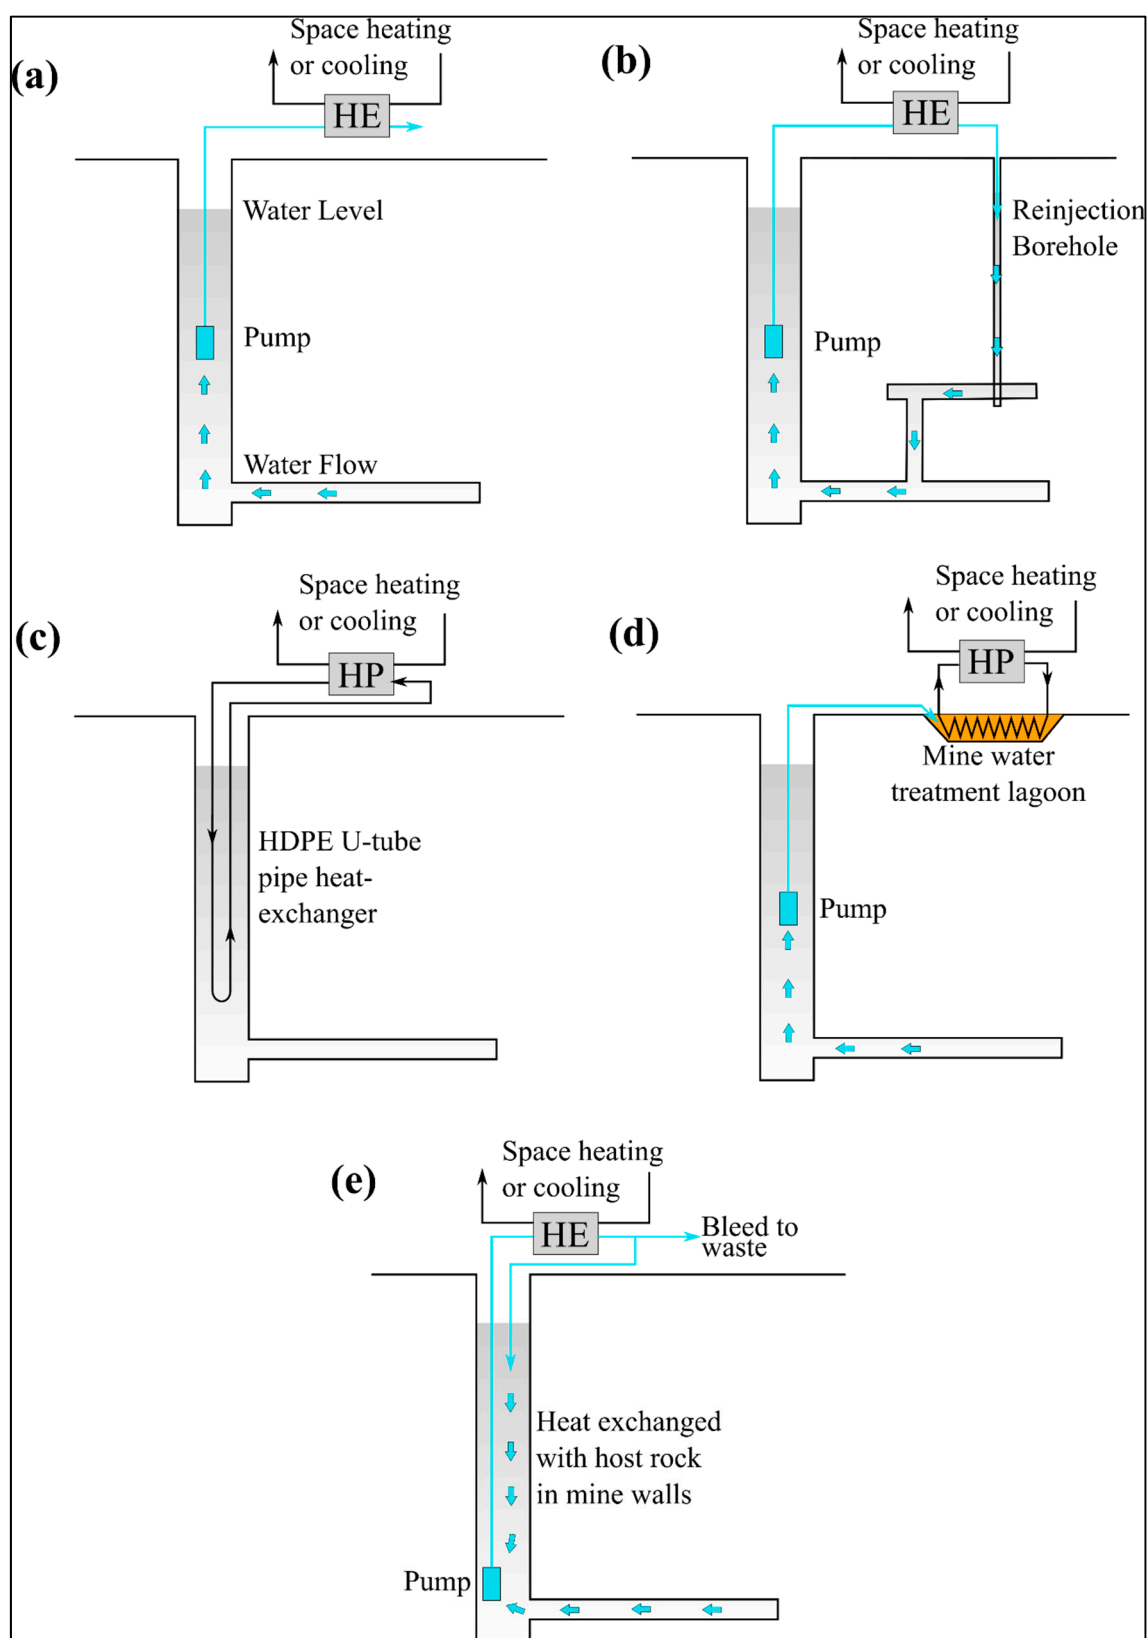 (a)
Space heating
or cooling
HE
Water Level
Pump
Water Flow
(b)
Space heating
or cooling
HE
Reinjection
Borehole
Pump
(c)
Space heating
or cooling
HP
HDPE U-tube
pipe heat-
exchanger
(d)
Space heating
or cooling
HP
Mine water
treatment lagoon
Pump
(e)
Space heating
or cooling
HE
Bleed to
waste
Heat exchanged
with host rock
in mine walls
Pump